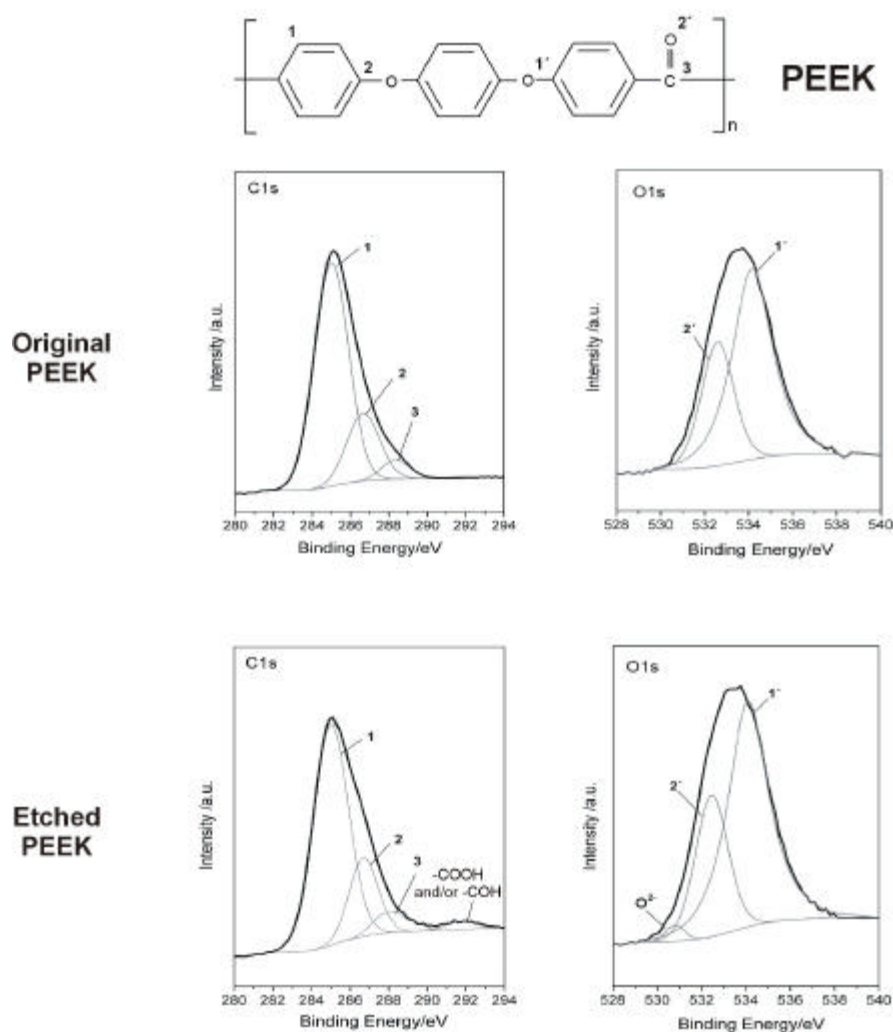 1
2
O
1´
O
2´
O
C
3
n
PEEK
Original
PEEK
C1s
Intensity /a.u.
1
2
3
280 282 284 286 288 290 292 294
Binding Energy/eV
O1s
Intensity /a.u.
1´
2´
528 530 532 534 536 538 540
Binding Energy/eV
Etched
PEEK
C1s
Intensity /a.u.
1
2
3
-COOH
and/or -COH
280 282 284 286 288 290 292 294
Binding Energy/eV
O1s
Intensity /a.u.
1´
2´
O²⁻
528 530 532 534 536 538 540
Binding Energy/eV